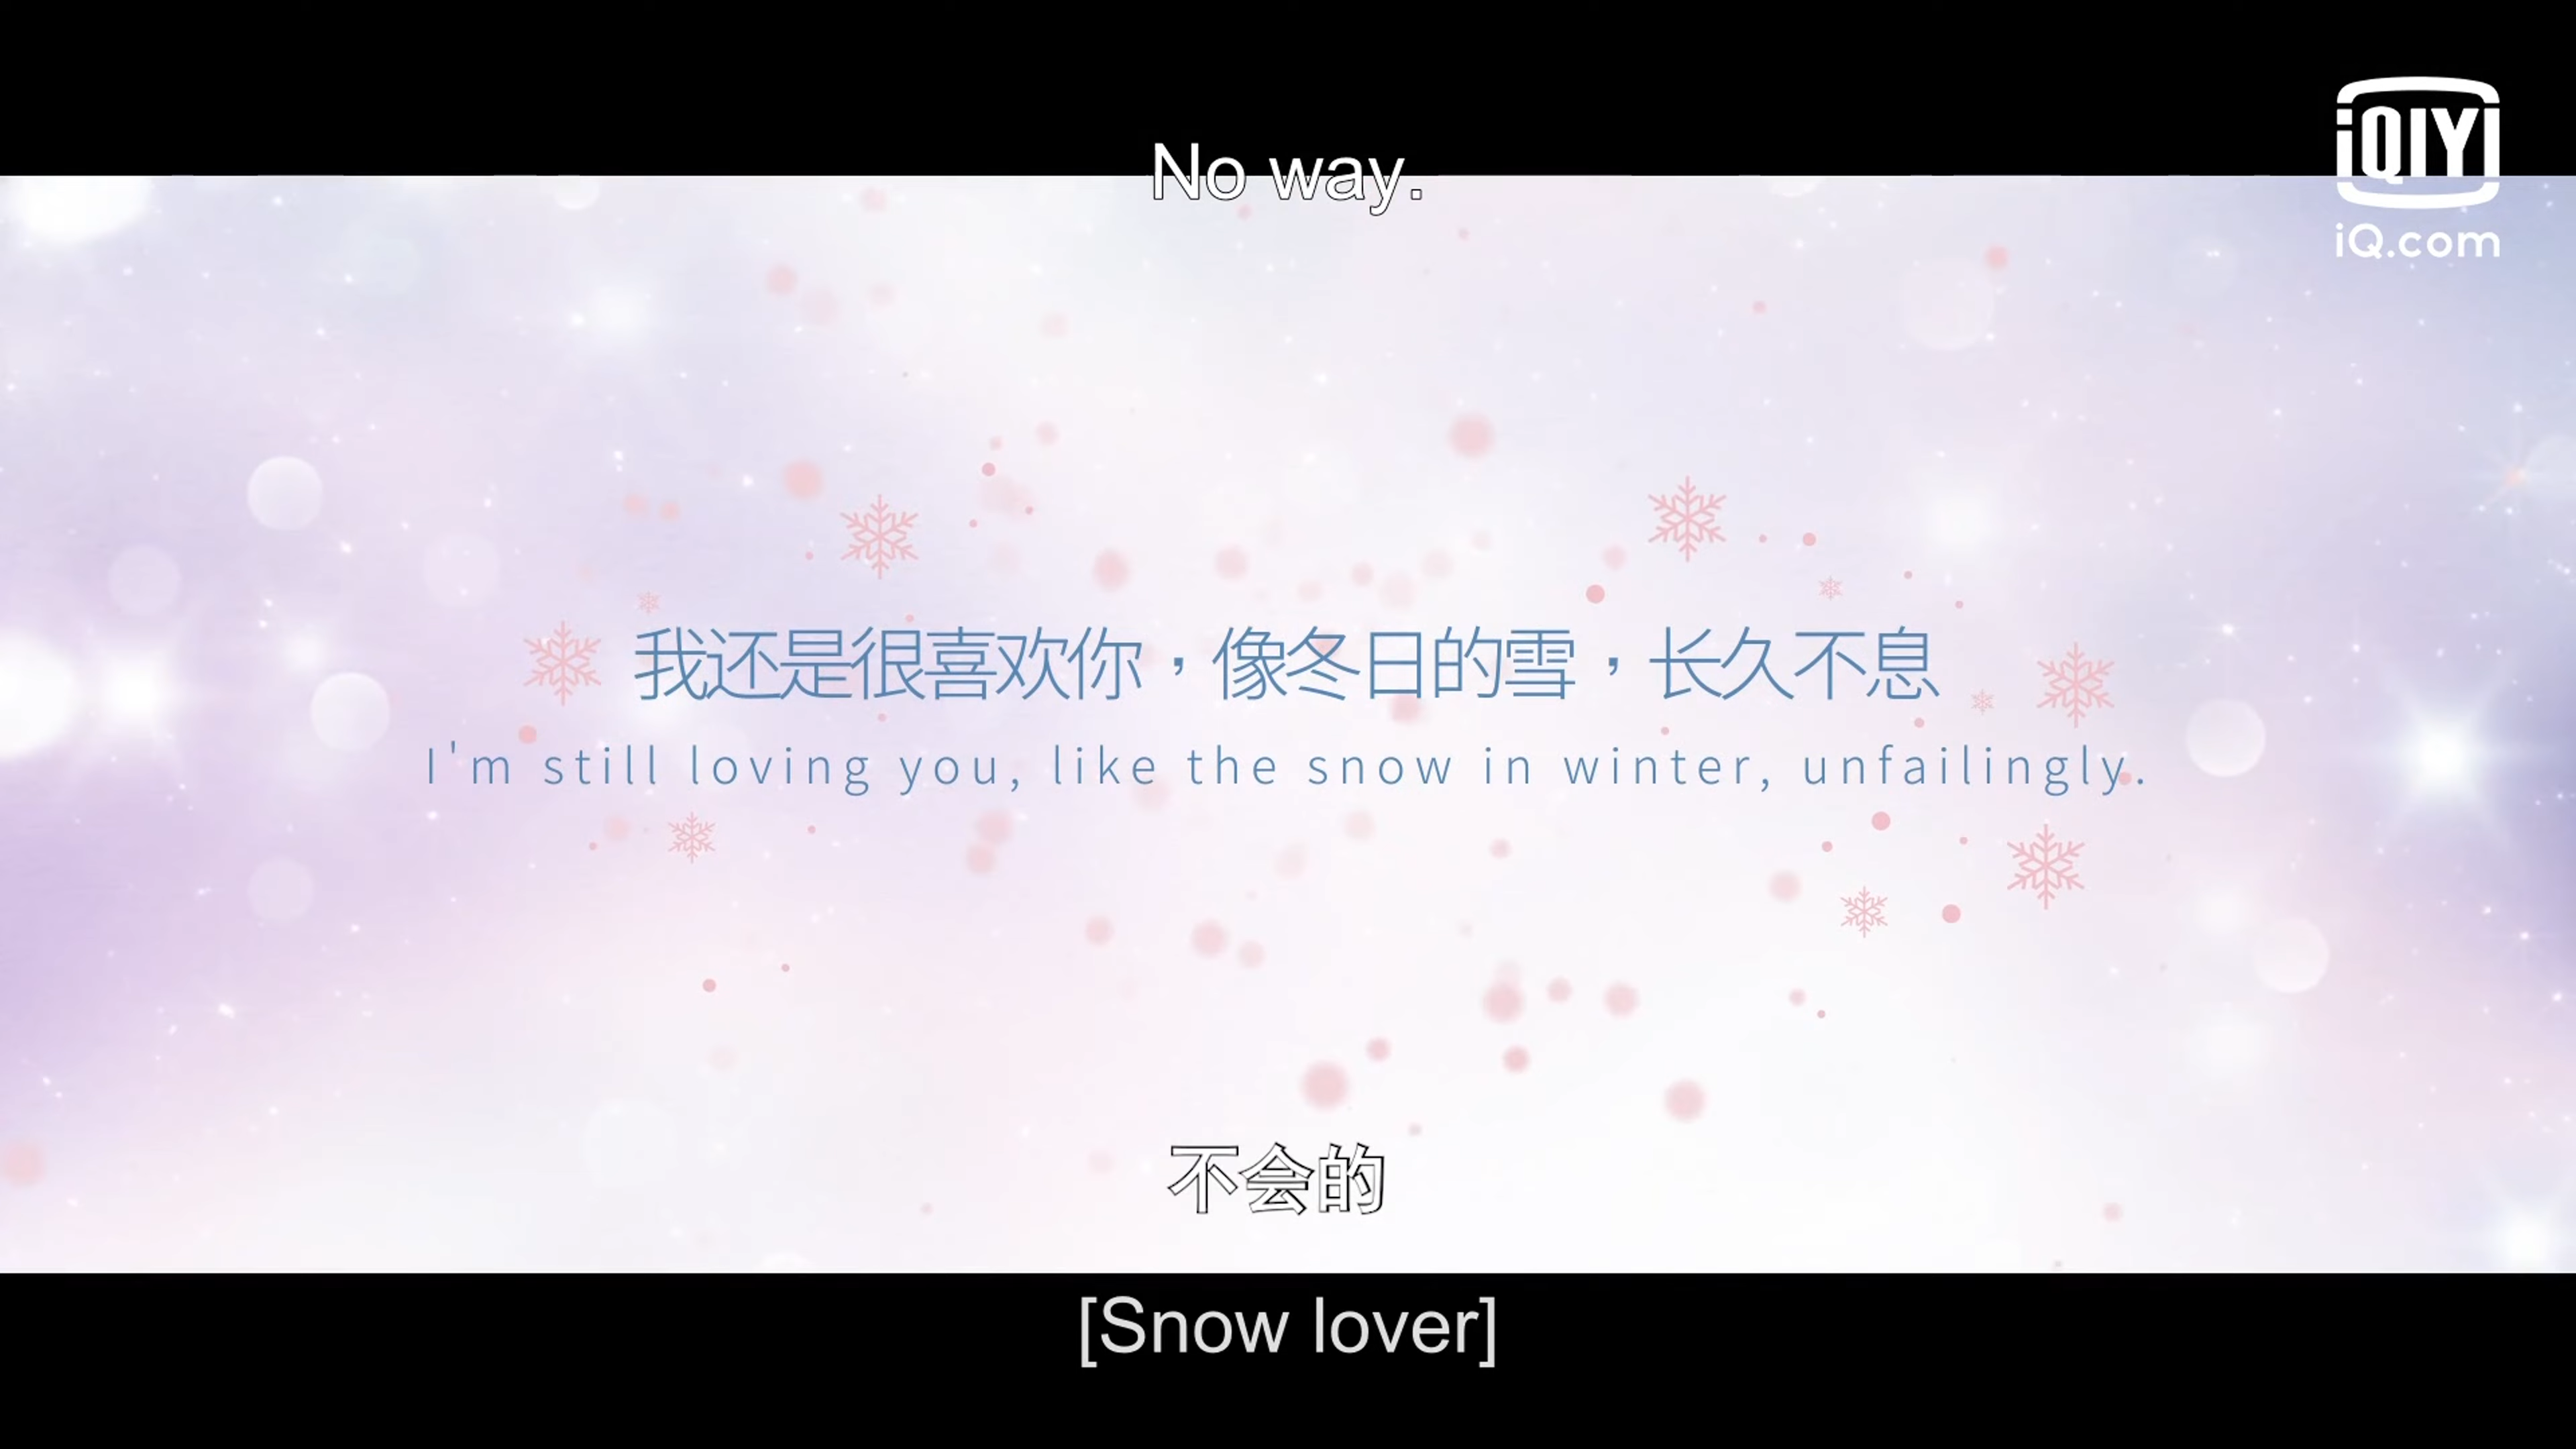 No way.
iQIYI
iQ.com
我还是很喜欢你，像冬日的雪，长久不息
I'm still loving you, like the snow in winter, unfailingly.
不会的
[Snow lover]